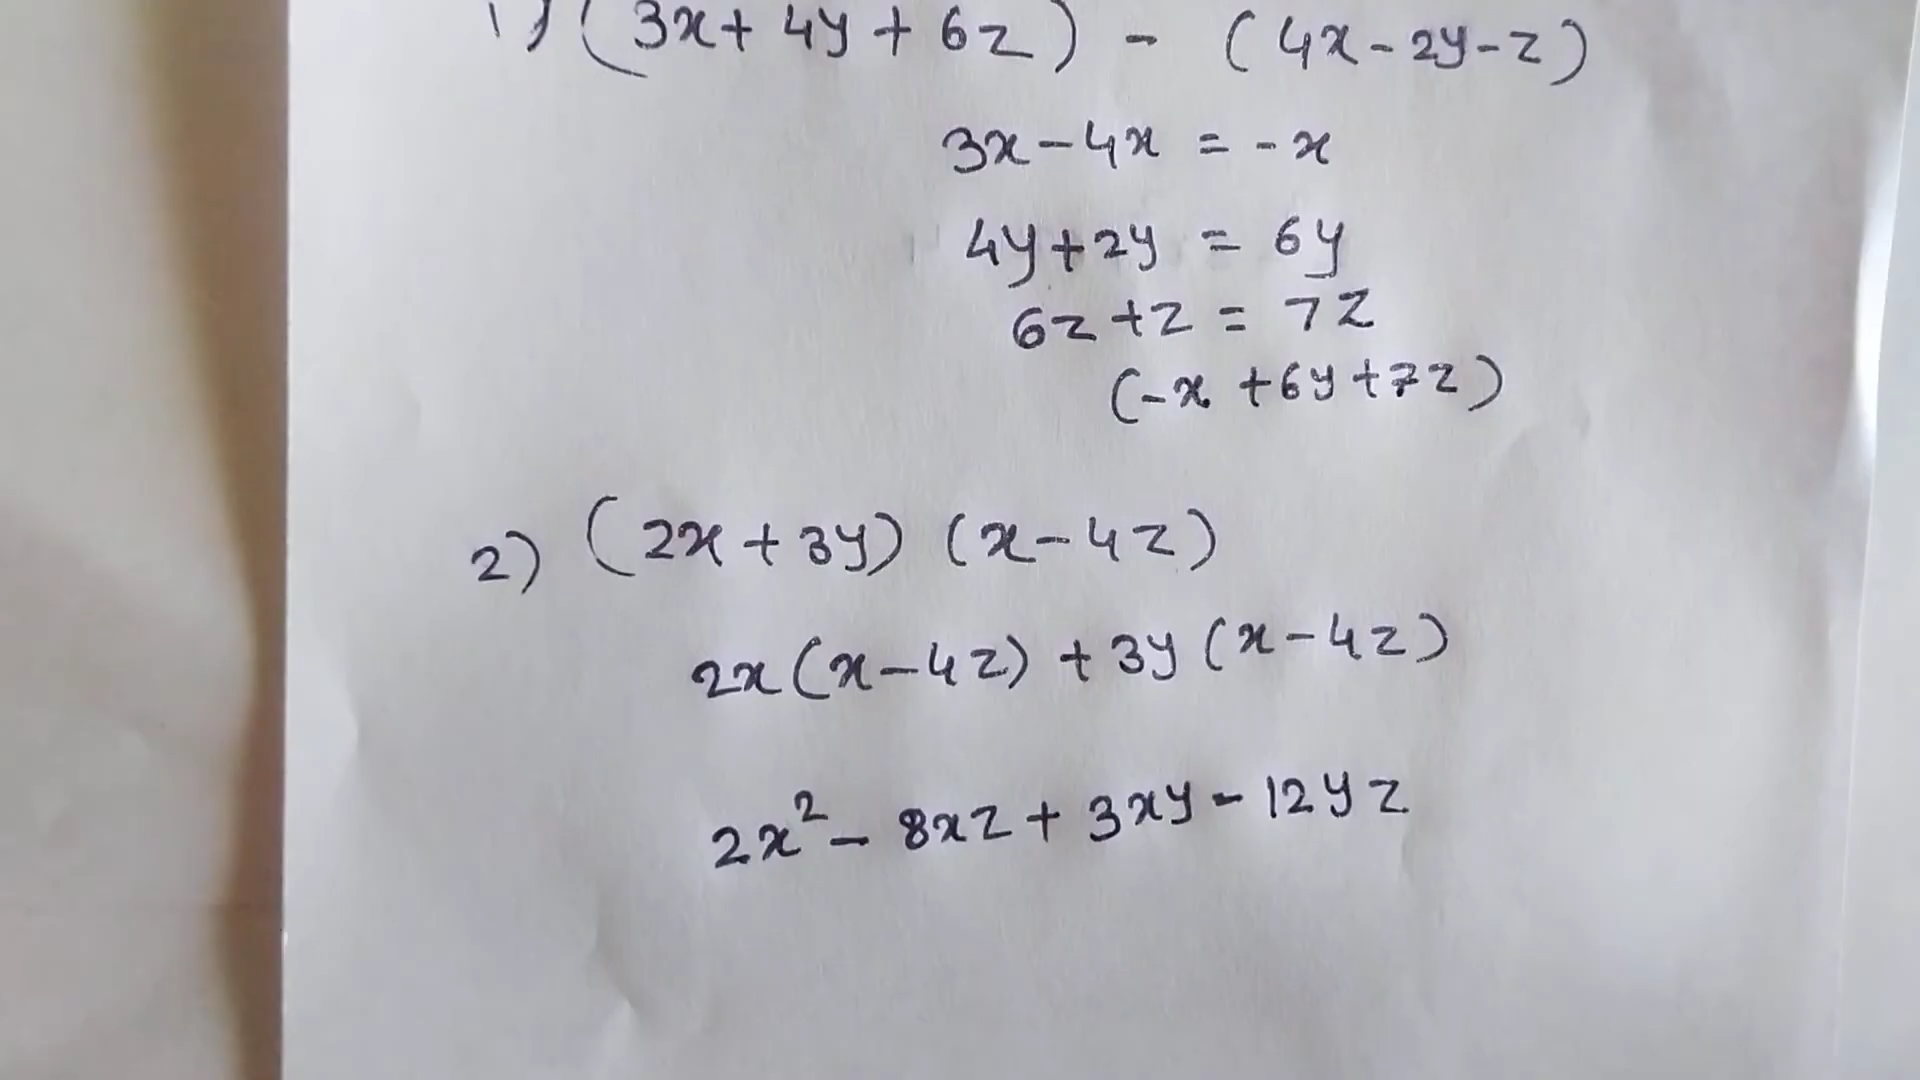 1) (3x + 4y + 6z) - (4x - 2y - z)
3x - 4x = -x
4y + 2y = 6y
6z + z = 7z
(-x + 6y + 7z)
2) (2x + 3y) (x - 4z)
2x (x - 4z) + 3y (x - 4z)
2x² - 8xz + 3xy - 12yz